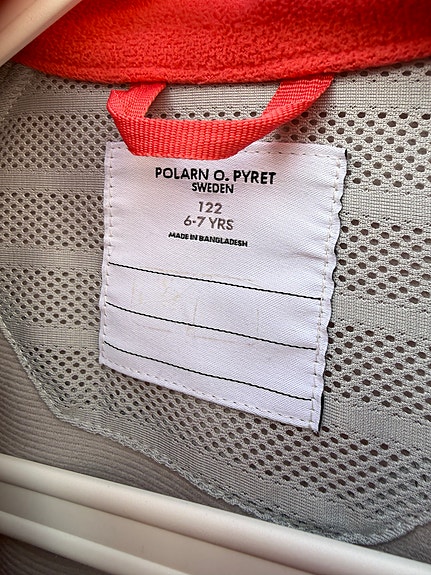 POLARN O. PYRET
SWEDEN
122
6-7 YRS
MADE IN BANGLADESH